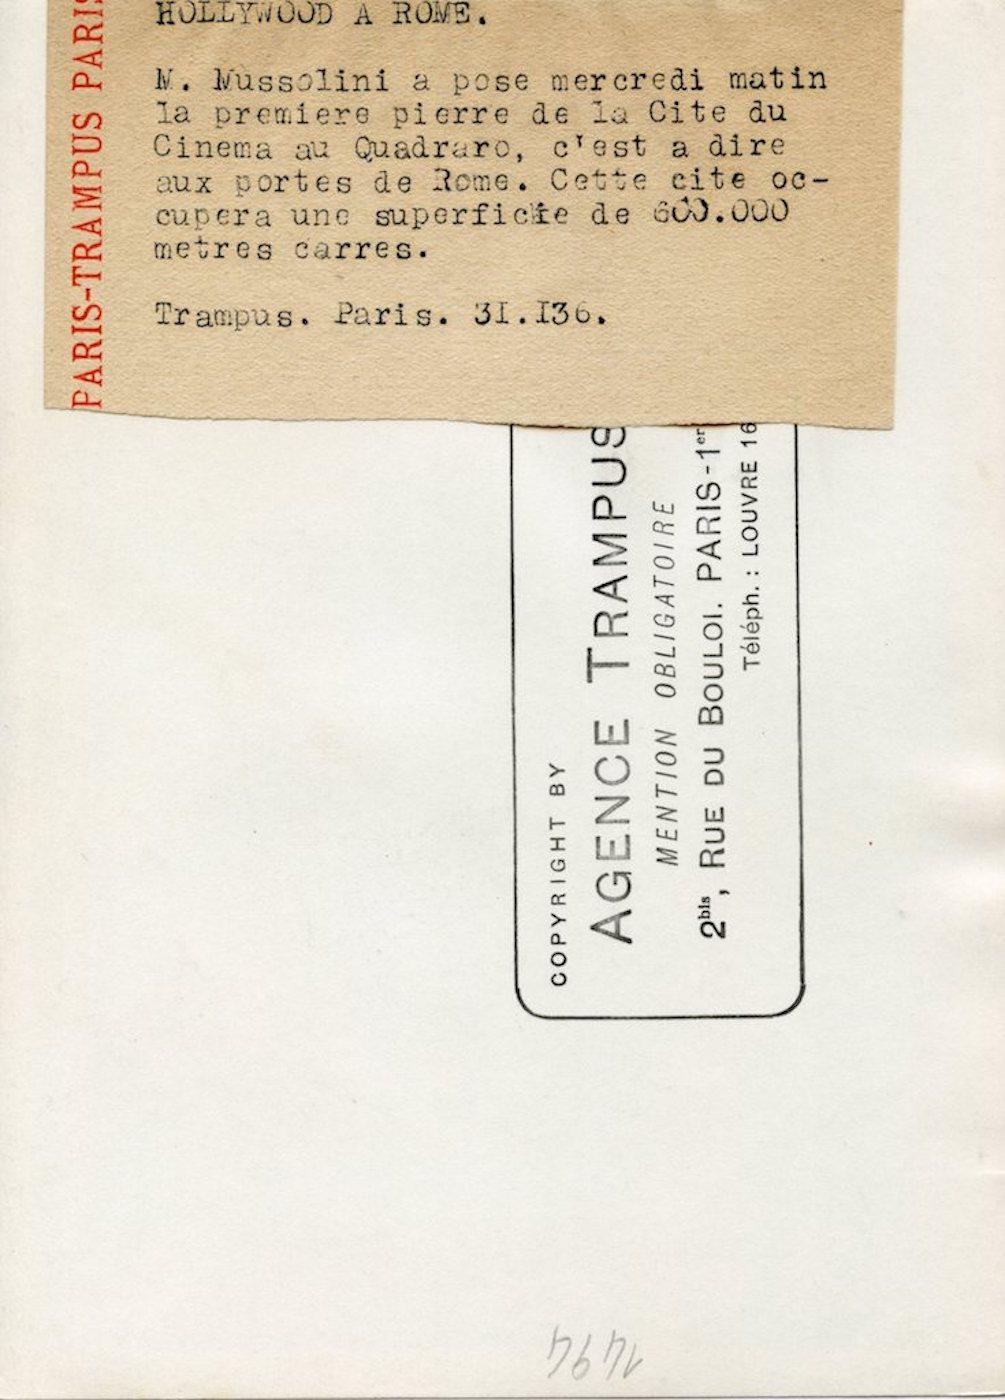 HOLLYWOOD A ROME.
M. Mussolini a pose mercredi matin
la premiere pierre de la Cite du
Cinema au Quadraro, c'est a dire
aux portes de Rome. Cette cite oc-
cupera une superficie de 600.000
metres carres.
Trampus. Paris. 31.I36.
PARIS-TRAMPUS PARIS
COPYRIGHT BY
AGENCE TRAMPUS
MENTION OBLIGATOIRE
2bis, RUE DU BOULOI. PARIS-1er
Téléph. : LOUVRE 16